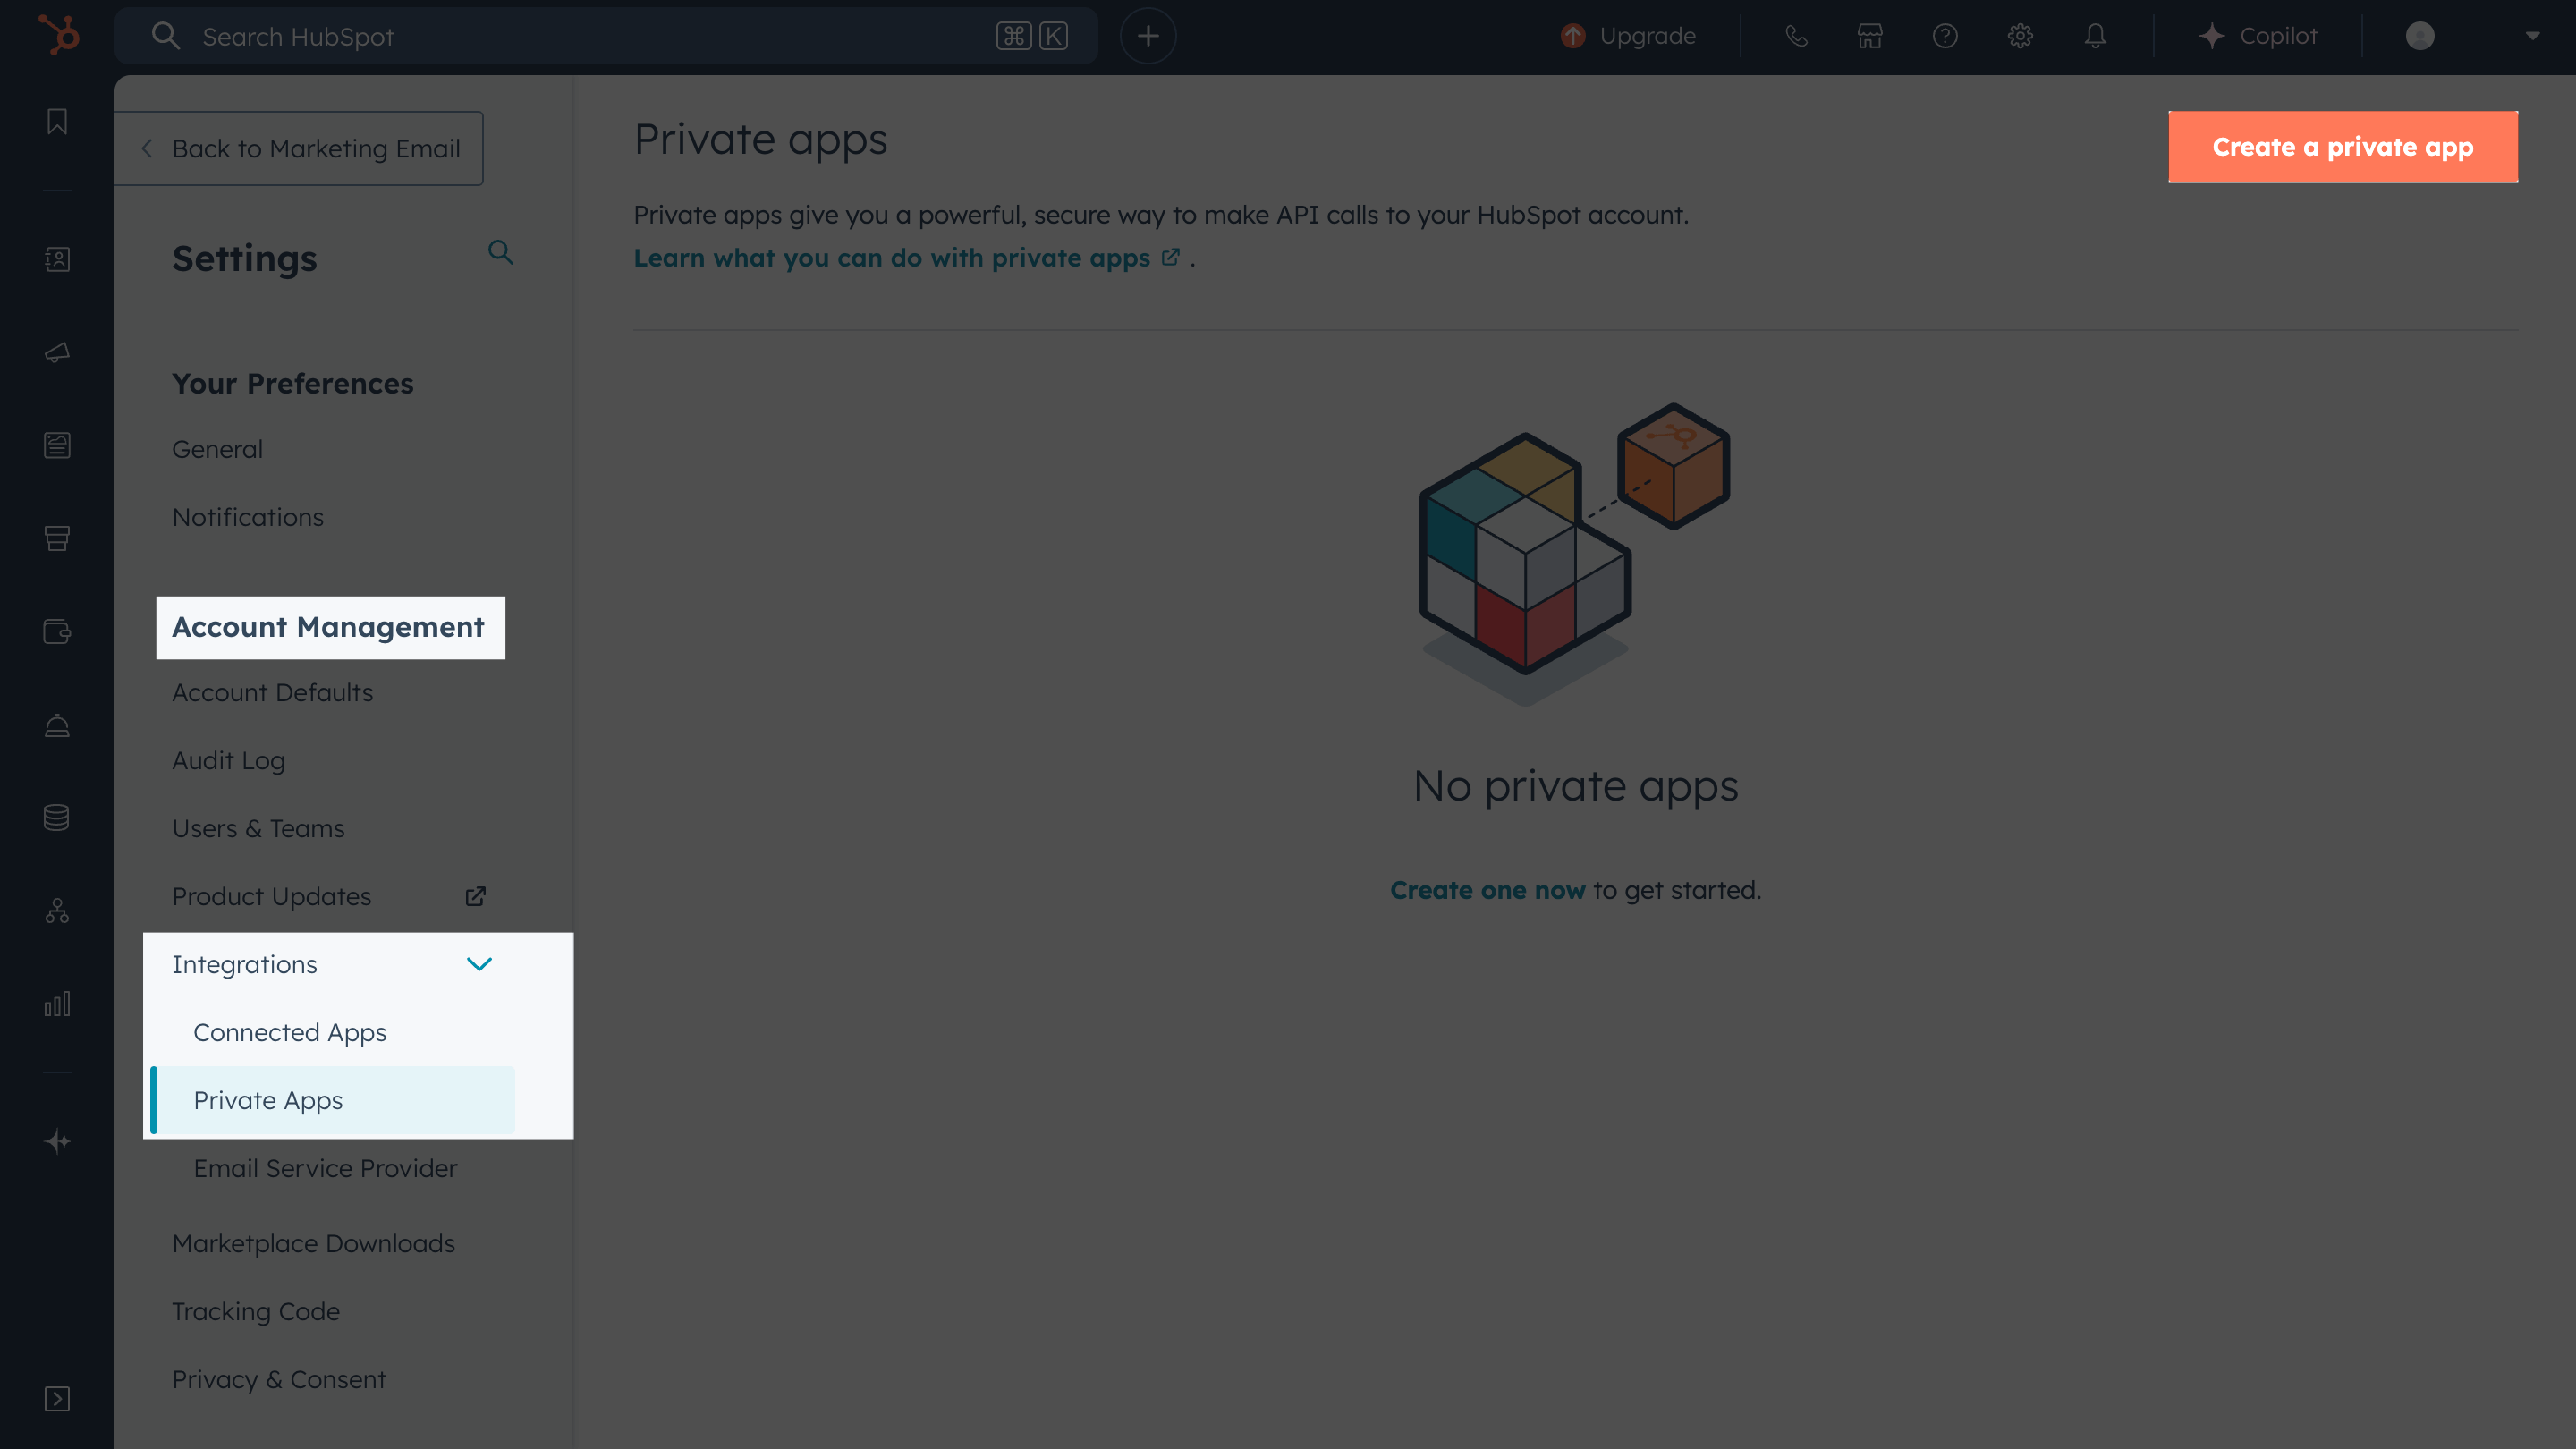 Search HubSpot
⌘ K
Upgrade
Copilot
Back to Marketing Email
Settings
Your Preferences
General
Notifications
Account Management
Account Defaults
Audit Log
Users & Teams
Product Updates
Integrations
Connected Apps
Private Apps
Email Service Provider
Marketplace Downloads
Tracking Code
Privacy & Consent
Private apps
Create a private app
Private apps give you a powerful, secure way to make API calls to your HubSpot account.
Learn what you can do with private apps .
No private apps
Create one now to get started.